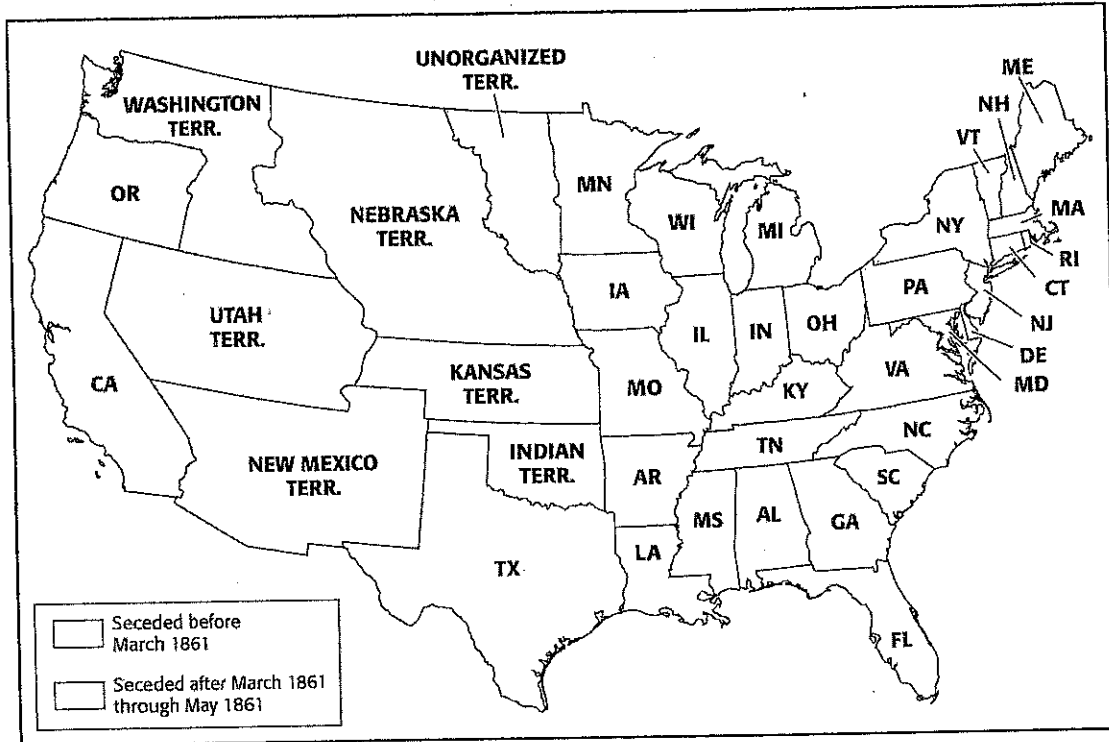 UNORGANIZED
TERR.
ME
NH
VT
WASHINGTON
TERR.
OR
MN
NEBRASKA
TERR.
WI
MI
NY
MA
RI
CT
IA
PA
NJ
UTAH
TERR.
IL
IN
OH
DE
MD
CA
KANSAS
TERR.
MO
KY
VA
NEW MEXICO
TERR.
INDIAN
TERR.
TN
NC
AR
SC
MS
AL
GA
LA
TX
FL
Seceded before
March 1861
Seceded after March 1861
through May 1861